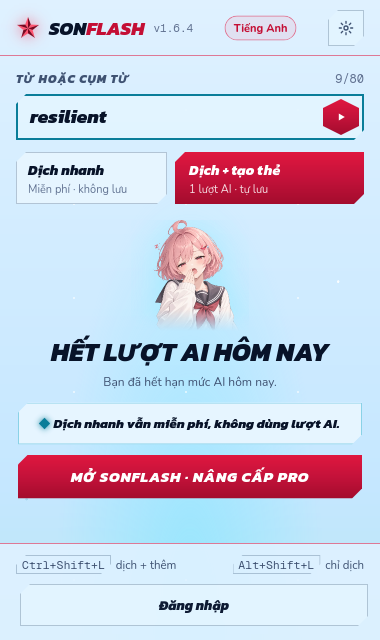 SONFLASH v1.6.4 Tiếng Anh
TỪ HOẶC CỤM TỪ 9/80
resilient
Dịch nhanh
Miễn phí · không lưu
Dịch + tạo thẻ
1 lượt AI · tự lưu
HẾT LƯỢT AI HÔM NAY
Bạn đã hết hạn mức AI hôm nay.
Dịch nhanh vẫn miễn phí, không dùng lượt AI.
MỞ SONFLASH · NÂNG CẤP PRO
Ctrl+Shift+L dịch + thêm Alt+Shift+L chỉ dịch
Đăng nhập